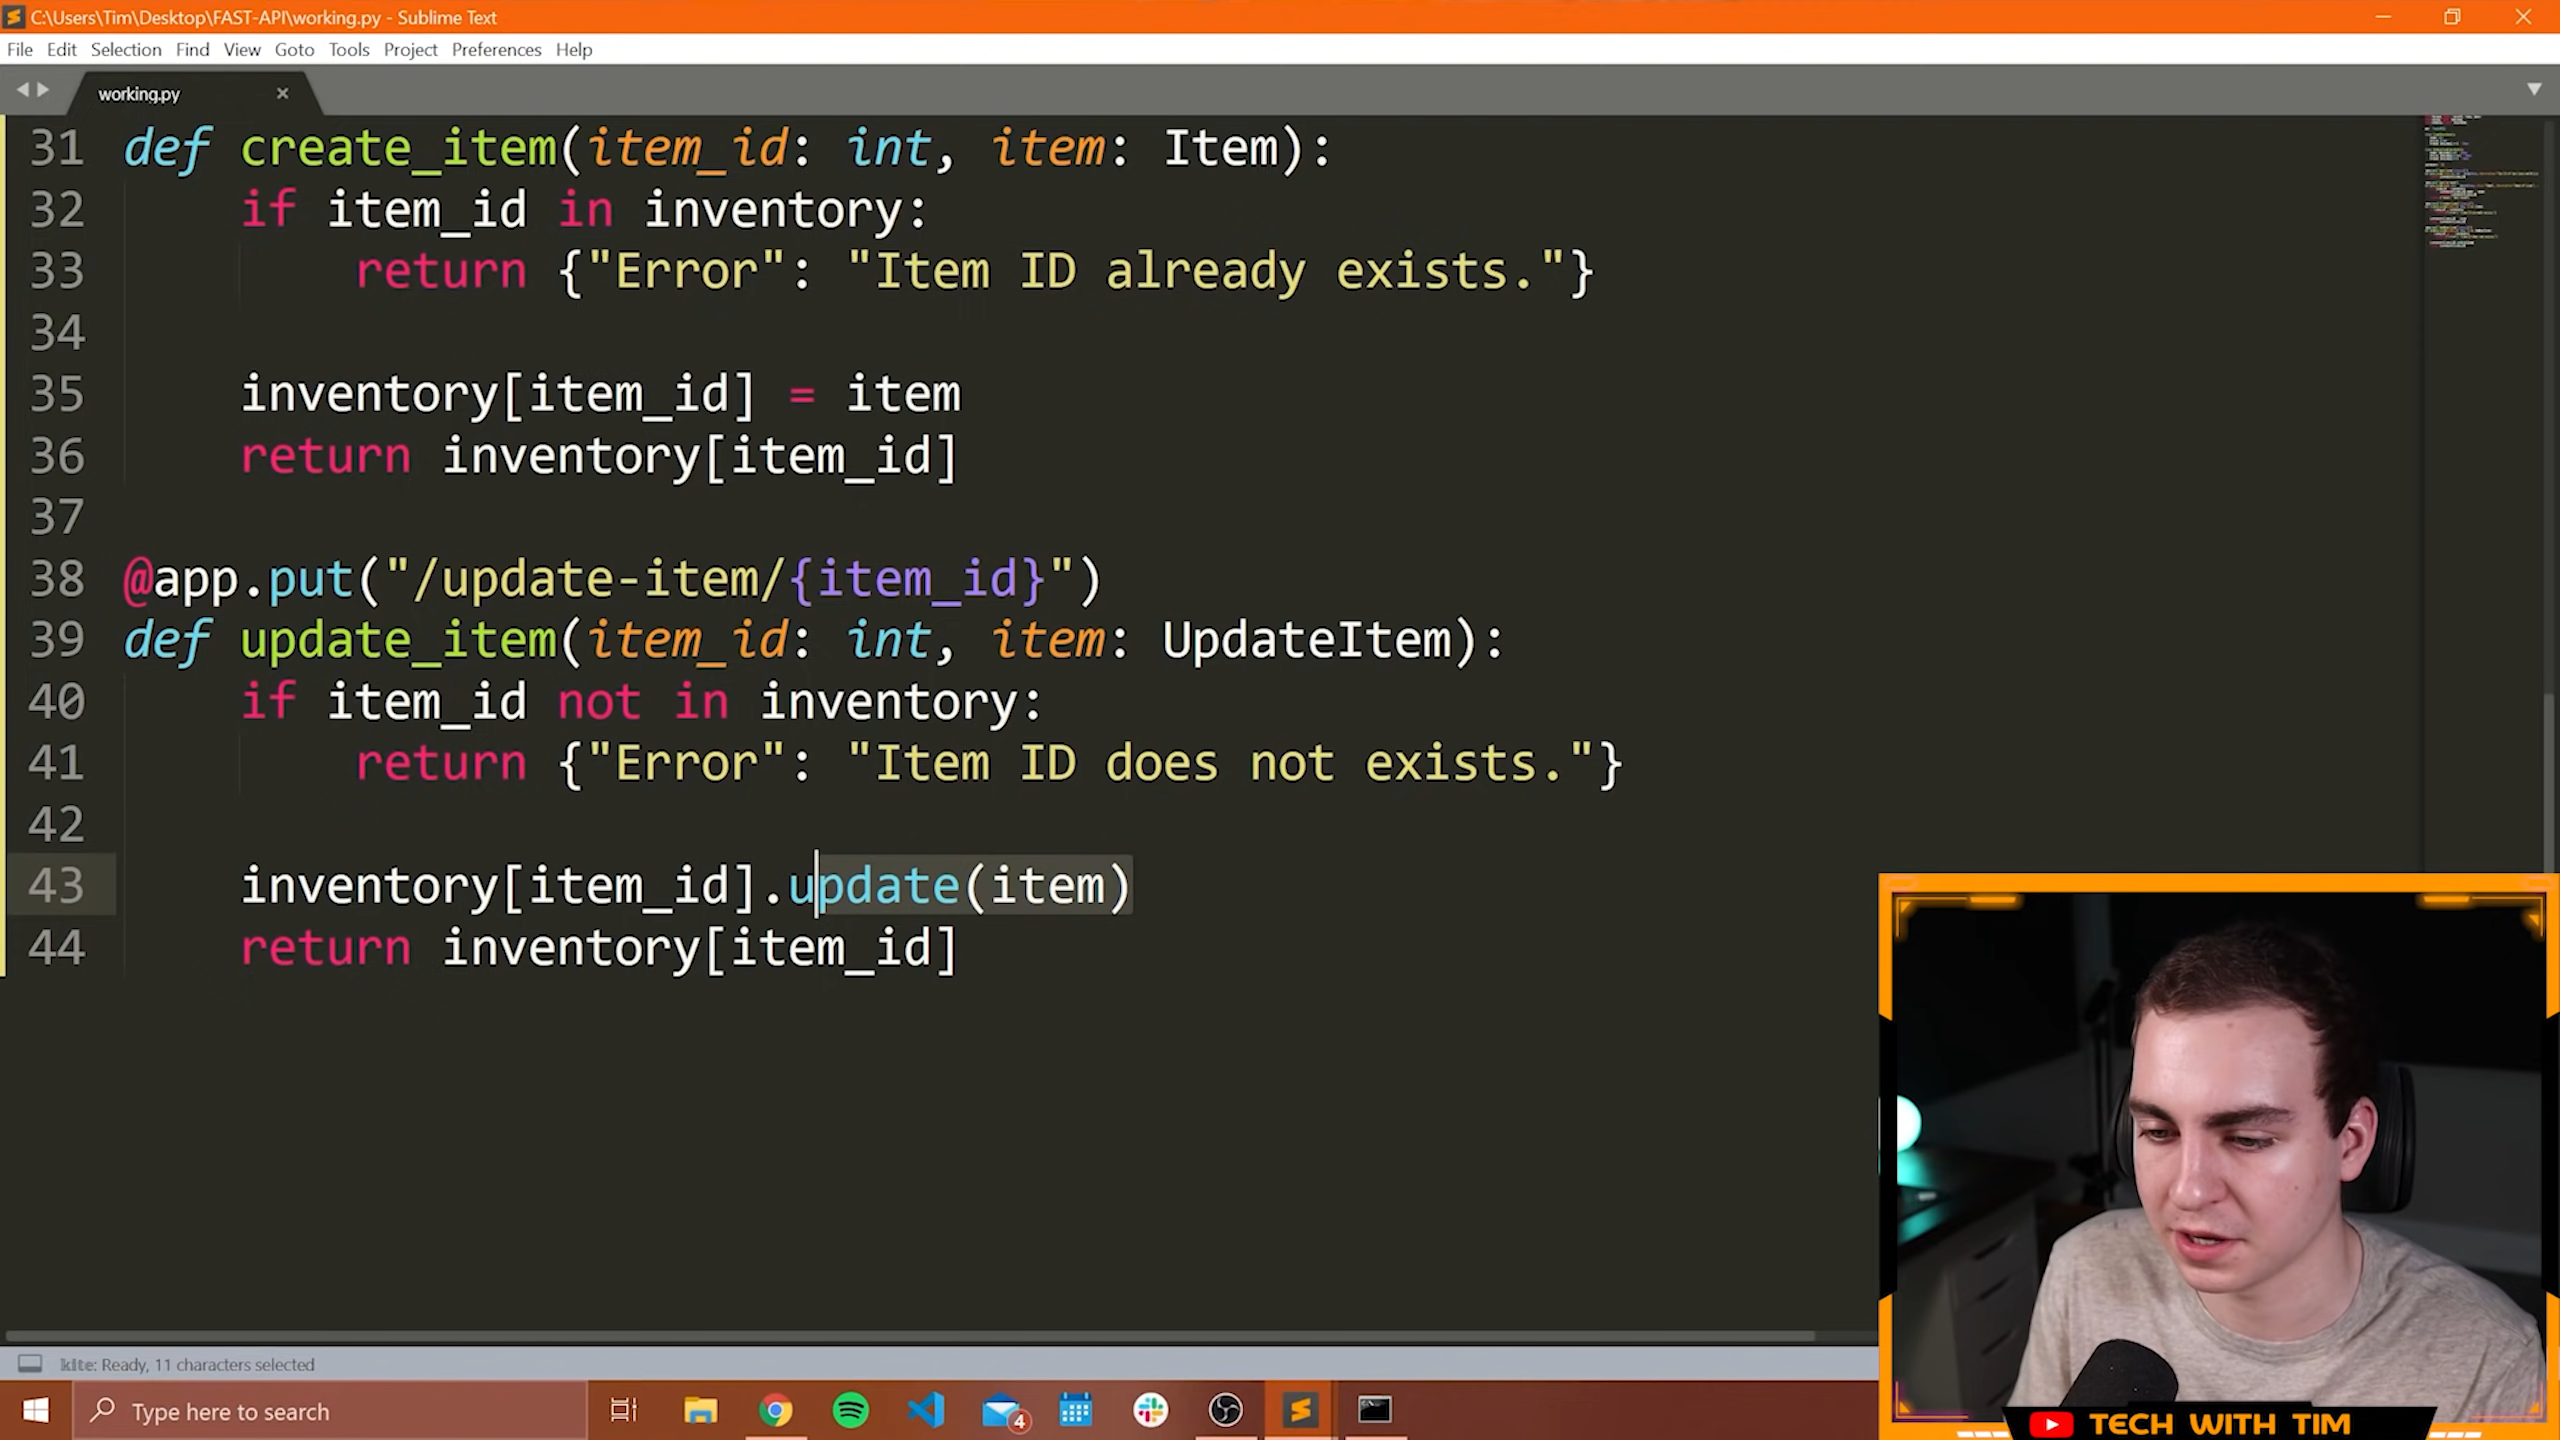 C:\Users\Tim\Desktop\FAST-API\working.py - Sublime Text
File Edit Selection Find View Goto Tools Project Preferences Help
working.py
31 def create_item(item_id: int, item: Item):
32 if item_id in inventory:
33 return {"Error": "Item ID already exists."}
34
35 inventory[item_id] = item
36 return inventory[item_id]
37
38 @app.put("/update-item/{item_id}")
39 def update_item(item_id: int, item: UpdateItem):
40 if item_id not in inventory:
41 return {"Error": "Item ID does not exists."}
42
43 inventory[item_id].update(item)
44 return inventory[item_id]
kite: Ready, 11 characters selected
Type here to search
4
TECH WITH TIM